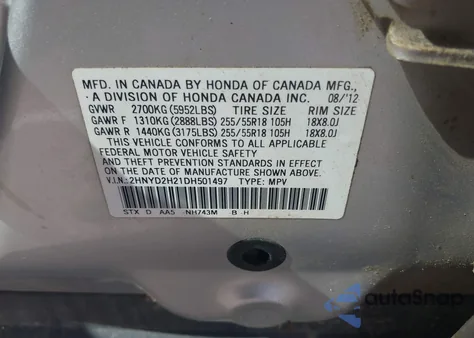 MFD. IN CANADA BY HONDA OF CANADA MFG.,
A DIVISION OF HONDA CANADA INC. 08/'12
GVWR 2700KG (5952LBS) TIRE SIZE RIM SIZE
GAWR F 1310KG (2888LBS) 255/55R18 105H 18X8.0J
GAWR R 1440KG (3175LBS) 255/55R18 105H 18X8.0J
THIS VEHICLE CONFORMS TO ALL APPLICABLE
FEDERAL MOTOR VEHICLE SAFETY
AND THEFT PREVENTION STANDARDS IN EFFECT
ON THE DATE OF MANUFACTURE SHOWN ABOVE.
V.I.N.: 2HNYD2H21DH501497 TYPE: MPV
STX D AA5 NH743M B H
autoSnap